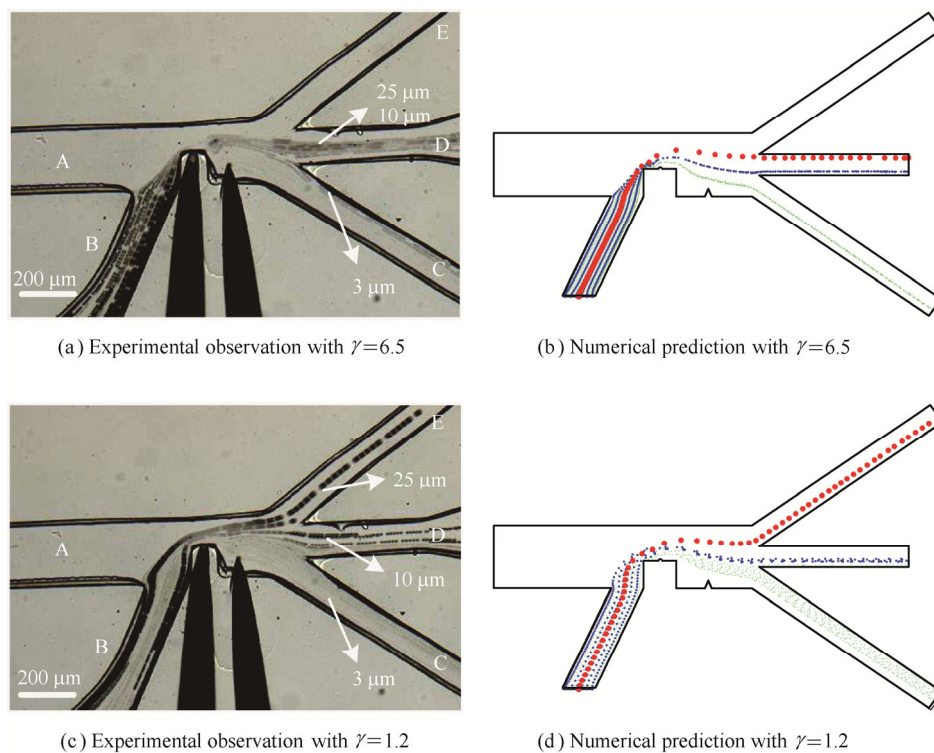 E
25 μm
10 μm
A
D
B
200 μm
C
3 μm
(a) Experimental observation with γ=6.5
(b) Numerical prediction with γ=6.5
E
25 μm
A
D
10 μm
B
C
200 μm
3 μm
(c) Experimental observation with γ=1.2
(d) Numerical prediction with γ=1.2